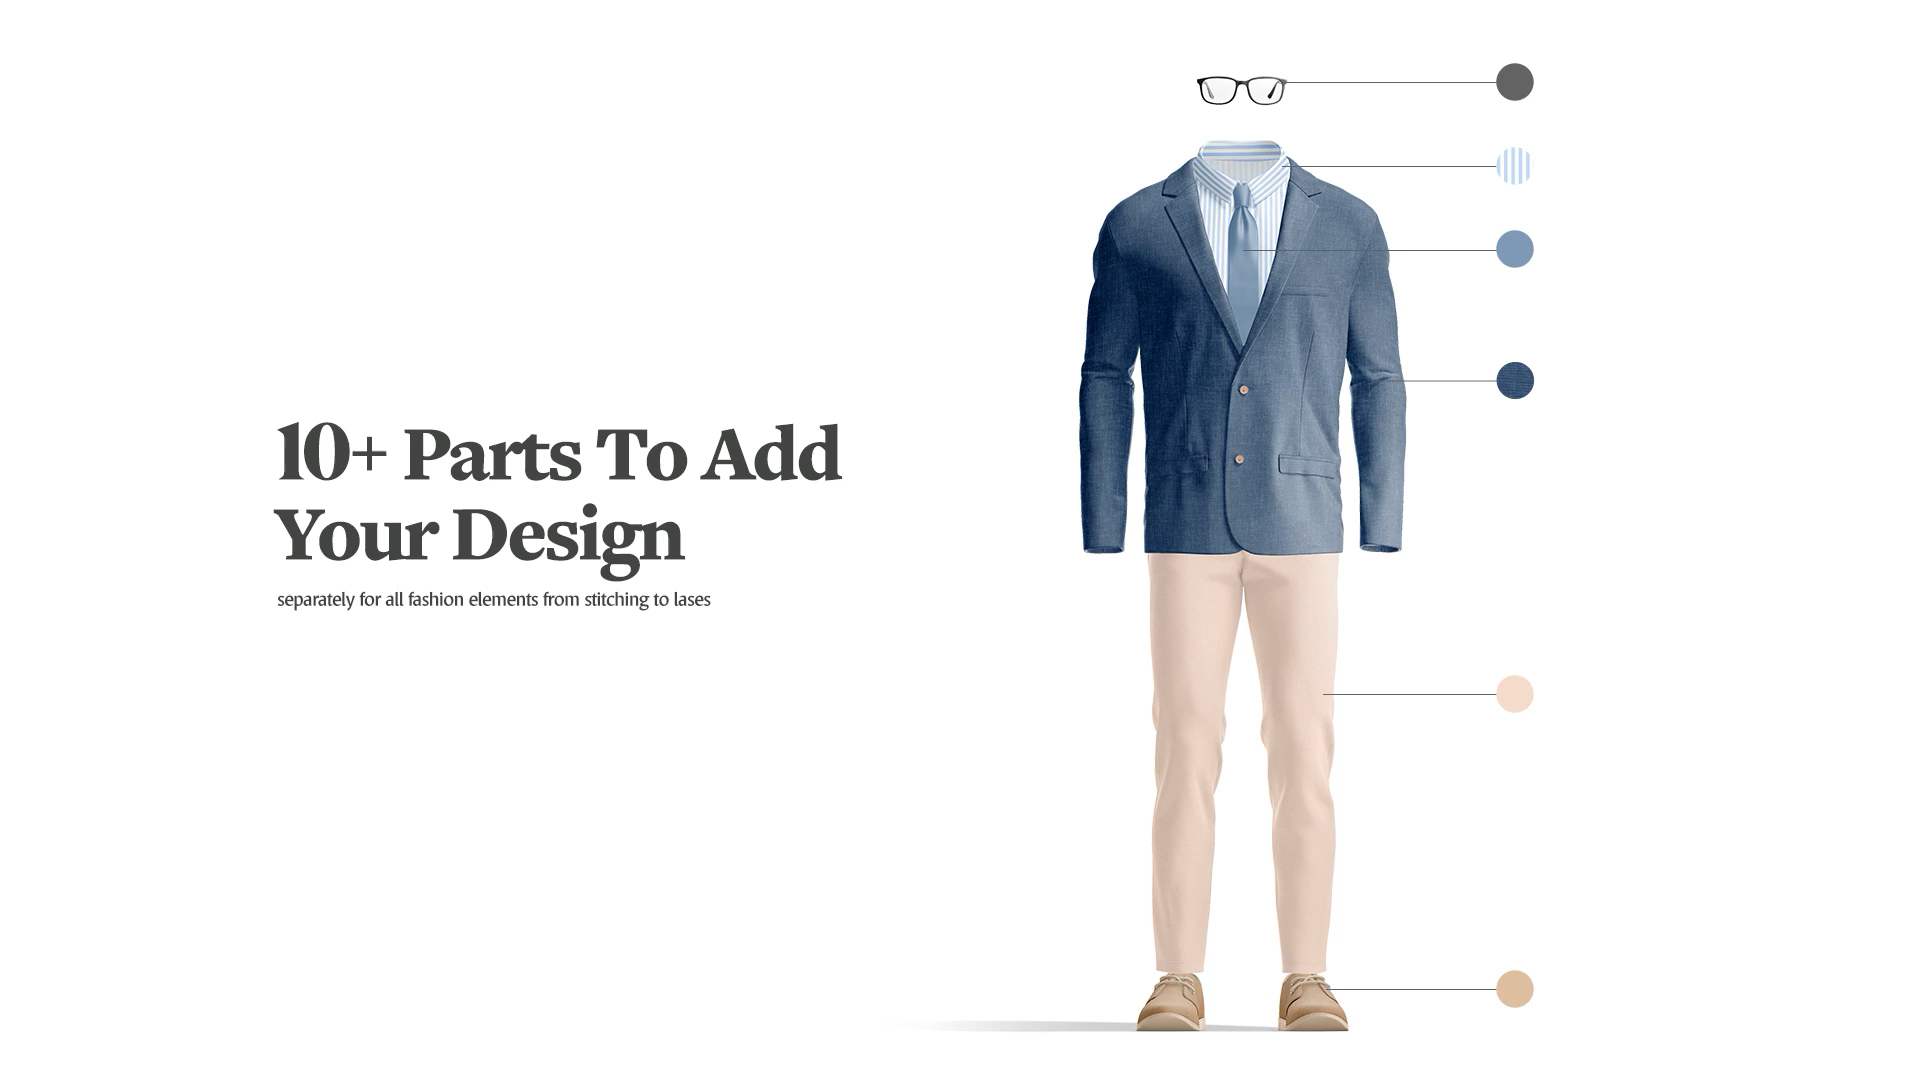 10+ Parts To Add
Your Design
separately for all fashion elements from stitching to lases